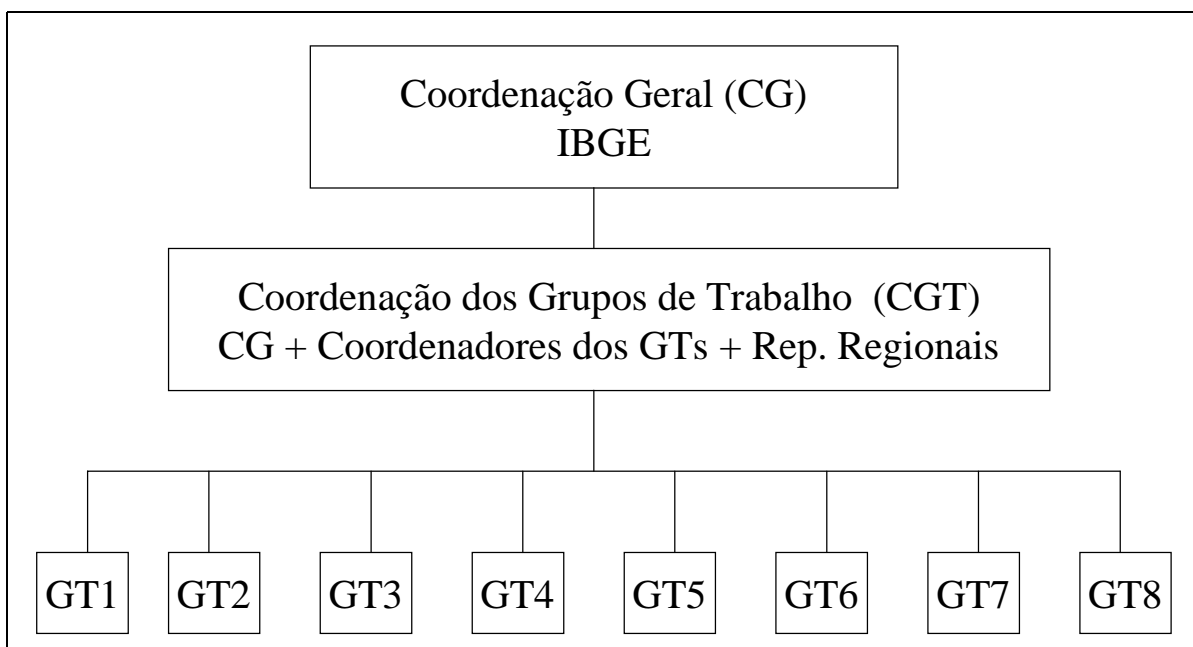 Coordenação Geral (CG)
IBGE
Coordenação dos Grupos de Trabalho (CGT)
CG + Coordenadores dos GTs + Rep. Regionais
GT1 GT2 GT3 GT4 GT5 GT6 GT7 GT8